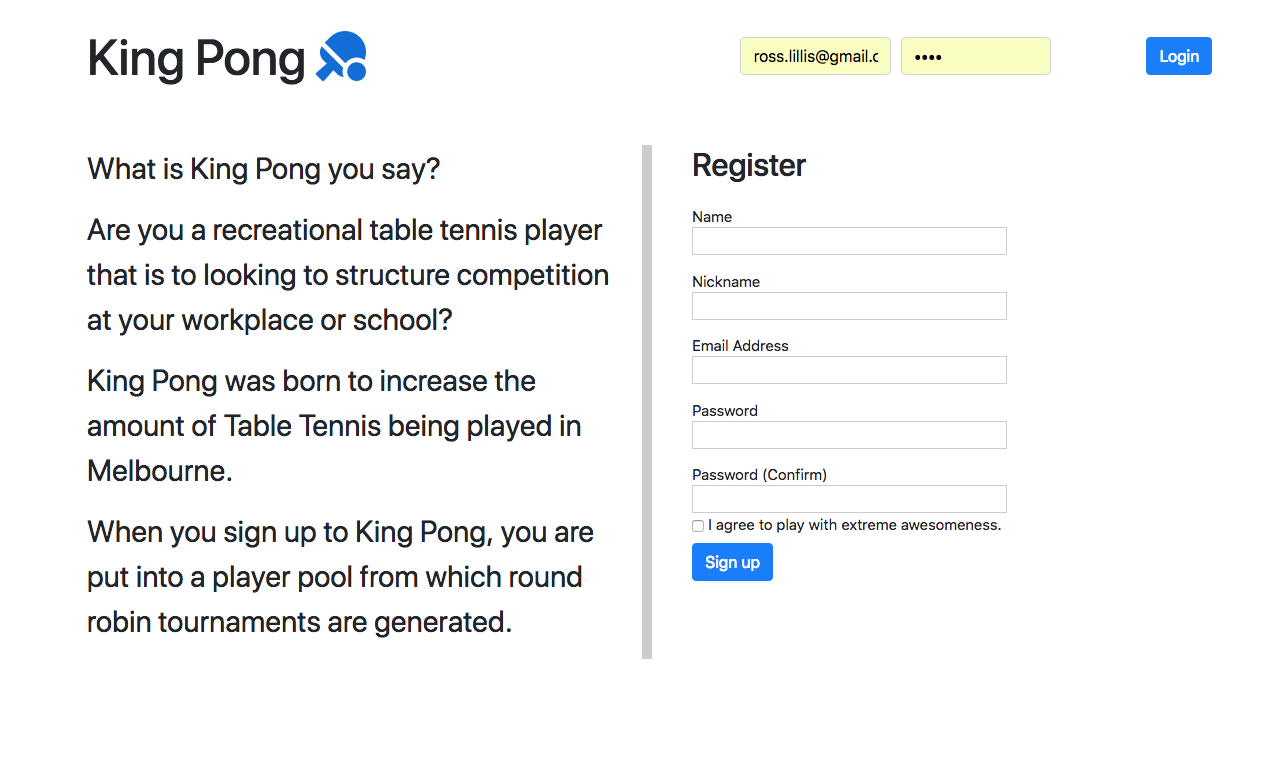 King Pong
ross.lillis@gmail.c
••••
Login
What is King Pong you say?
Are you a recreational table tennis player
that is to looking to structure competition
at your workplace or school?
King Pong was born to increase the
amount of Table Tennis being played in
Melbourne.
When you sign up to King Pong, you are
put into a player pool from which round
robin tournaments are generated.
Register
Name
Nickname
Email Address
Password
Password (Confirm)
I agree to play with extreme awesomeness.
Sign up